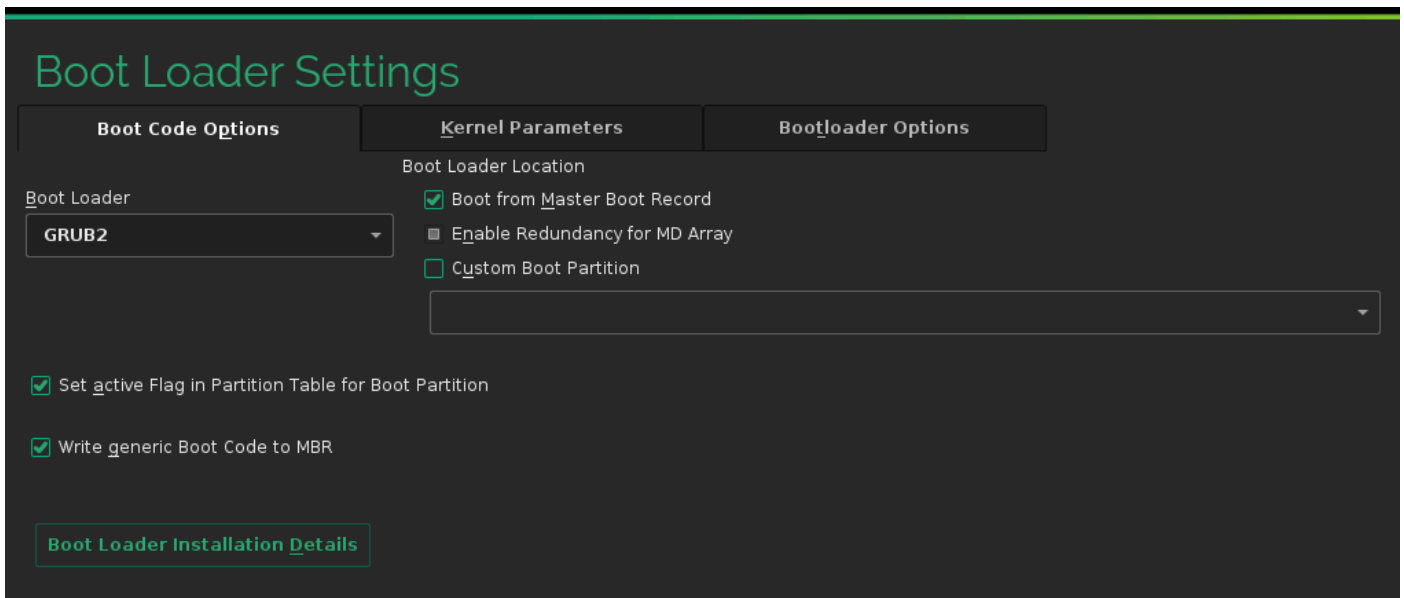 Boot Loader Settings
Boot Code Options
Kernel Parameters
Bootloader Options
Boot Loader Location
Boot Loader
GRUB2
Boot from Master Boot Record
Enable Redundancy for MD Array
Custom Boot Partition
Set active Flag in Partition Table for Boot Partition
Write generic Boot Code to MBR
Boot Loader Installation Details